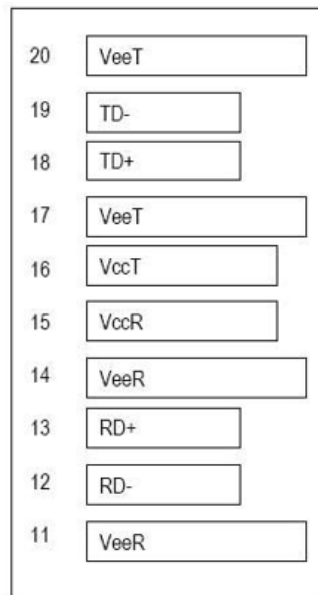 20 VeeT
19 TD-
18 TD+
17 VeeT
16 VccT
15 VccR
14 VeeR
13 RD+
12 RD-
11 VeeR